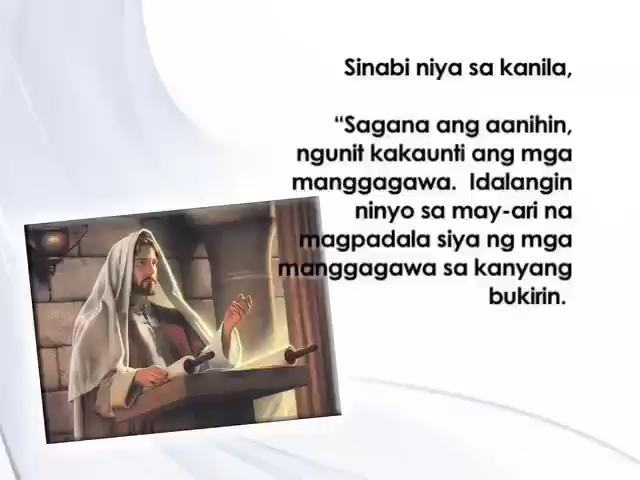 Sinabi niya sa kanila,
“Sagana ang aanihin,
ngunit kakaunti ang mga
manggagawa. Idalangin
ninyo sa may-ari na
magpadala siya ng mga
manggagawa sa kanyang
bukirin.